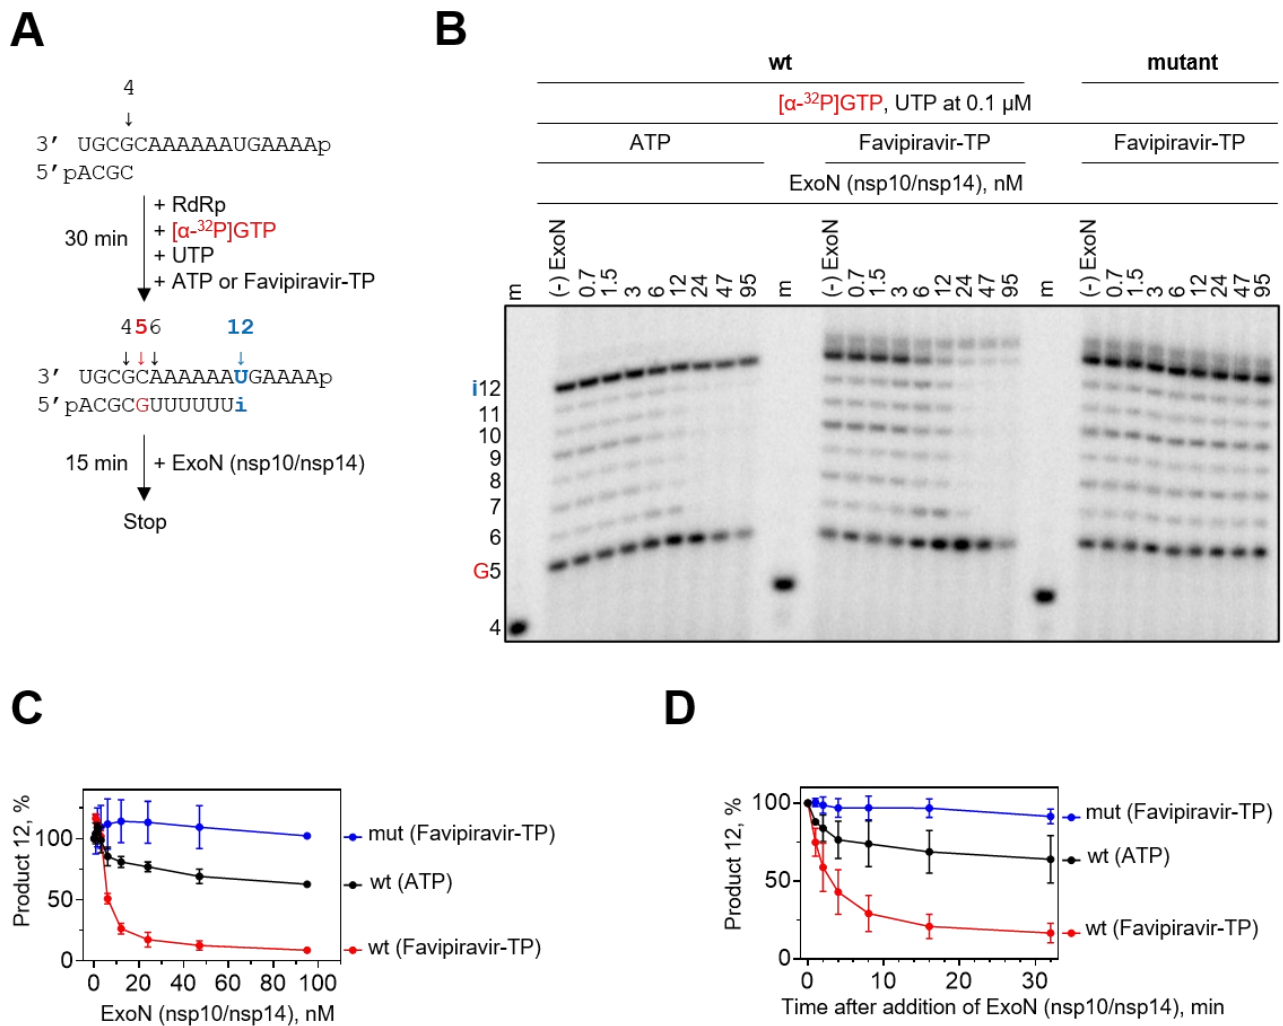 A
4
↓
3′ UGCGCAAAAAAUGAAAAp
5′pACGC
30 min
+ RdRp
+ [α-³²P]GTP
+ UTP
+ ATP or Favipiravir-TP
456 12
↓↓↓ ↓
3′ UGCGCAAAAAAUGAAAAp
5′pACGCGUUUUUUi
15 min
+ ExoN (nsp10/nsp14)
Stop
B
wt
mutant
[α-³²P]GTP, UTP at 0.1 µM
ATP
Favipiravir-TP
Favipiravir-TP
ExoN (nsp10/nsp14), nM
m (-) ExoN 0.7 1.5 3 6 12 24 47 95 m (-) ExoN 0.7 1.5 3 6 12 24 47 95 m (-) ExoN 0.7 1.5 3 6 12 24 47 95
i12
11
10
9
8
7
6
G5
4
C
Product 12, %
100
50
0
0 20 40 60 80 100
ExoN (nsp10/nsp14), nM
mut (Favipiravir-TP)
wt (ATP)
wt (Favipiravir-TP)
D
Product 12, %
100
50
0
0 10 20 30
Time after addition of ExoN (nsp10/nsp14), min
mut (Favipiravir-TP)
wt (ATP)
wt (Favipiravir-TP)